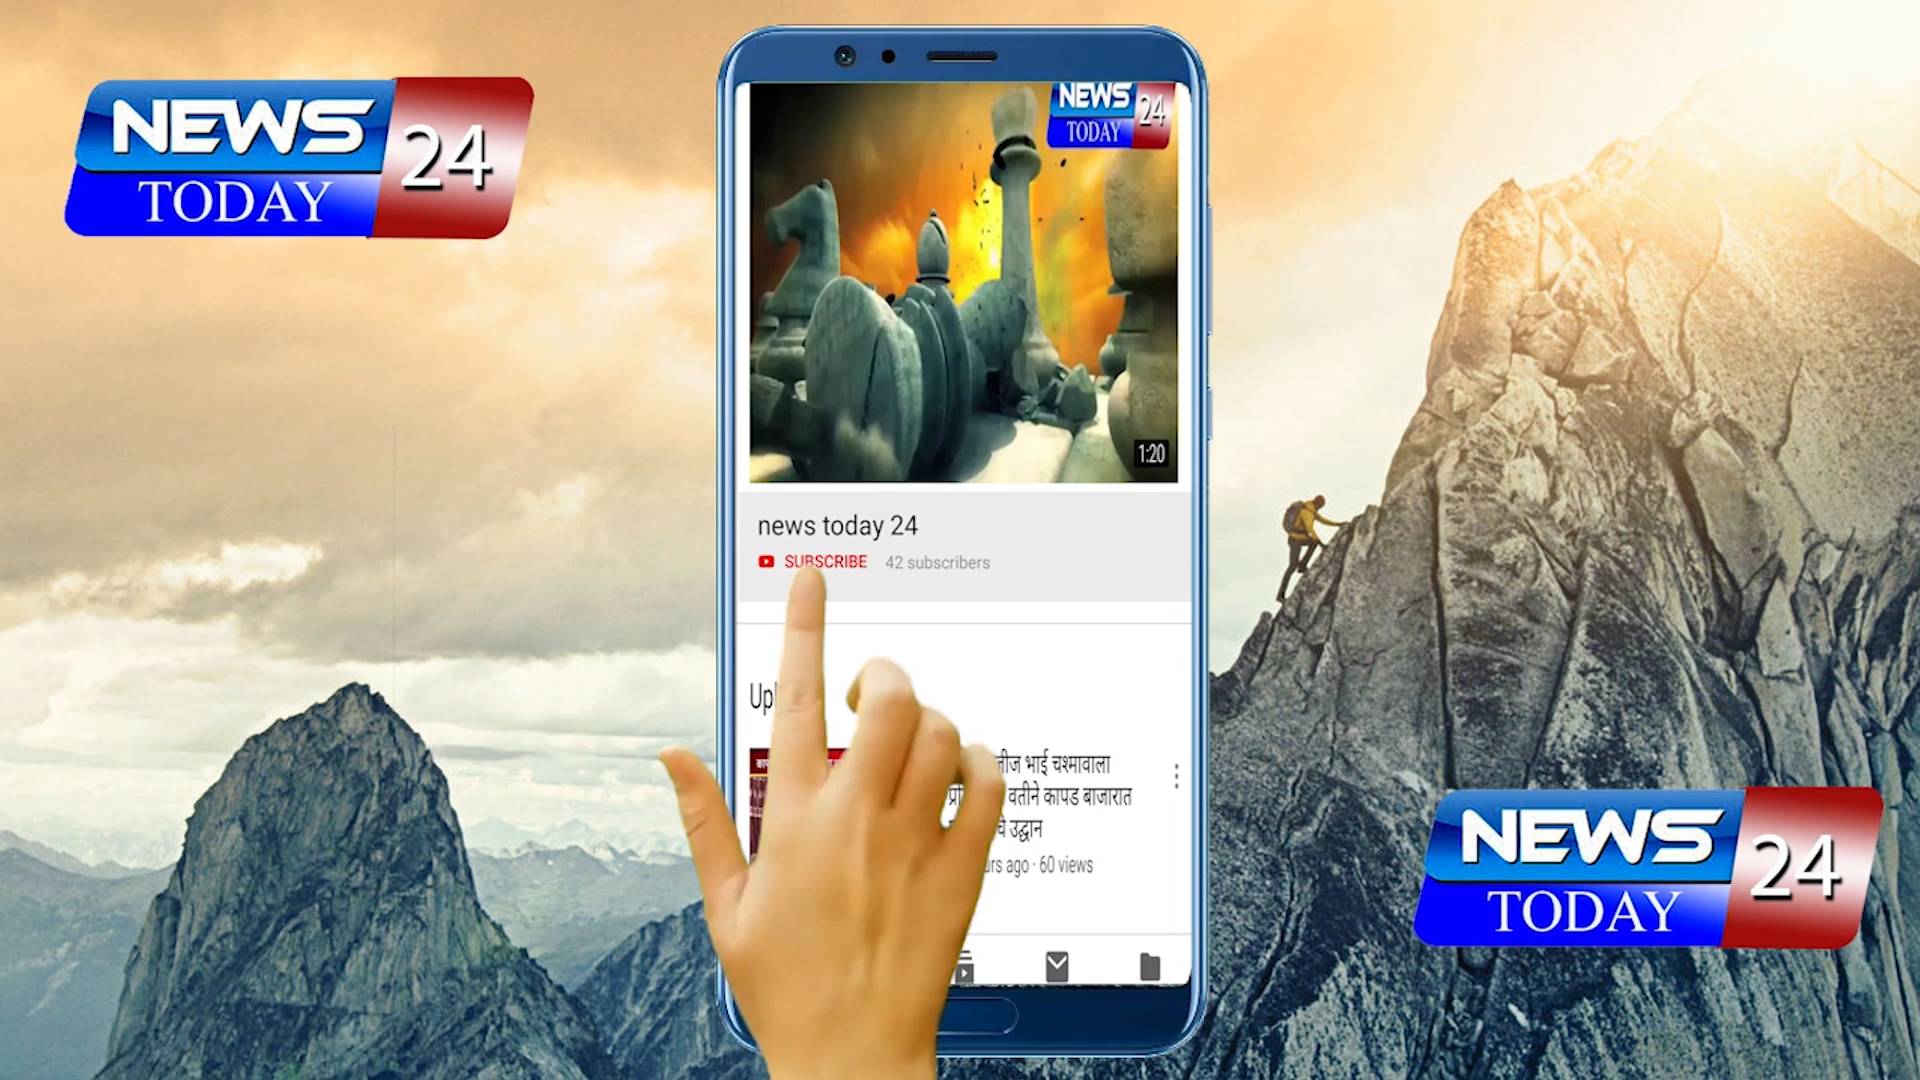 NEWS
TODAY
24
NEWS
TODAY
24
1:20
news today 24
SUBSCRIBE 42 subscribers
भाई चश्मावाला
वतीने कापड बाजारात
चे उद्घान
ago · 60 views
NEWS
TODAY
24